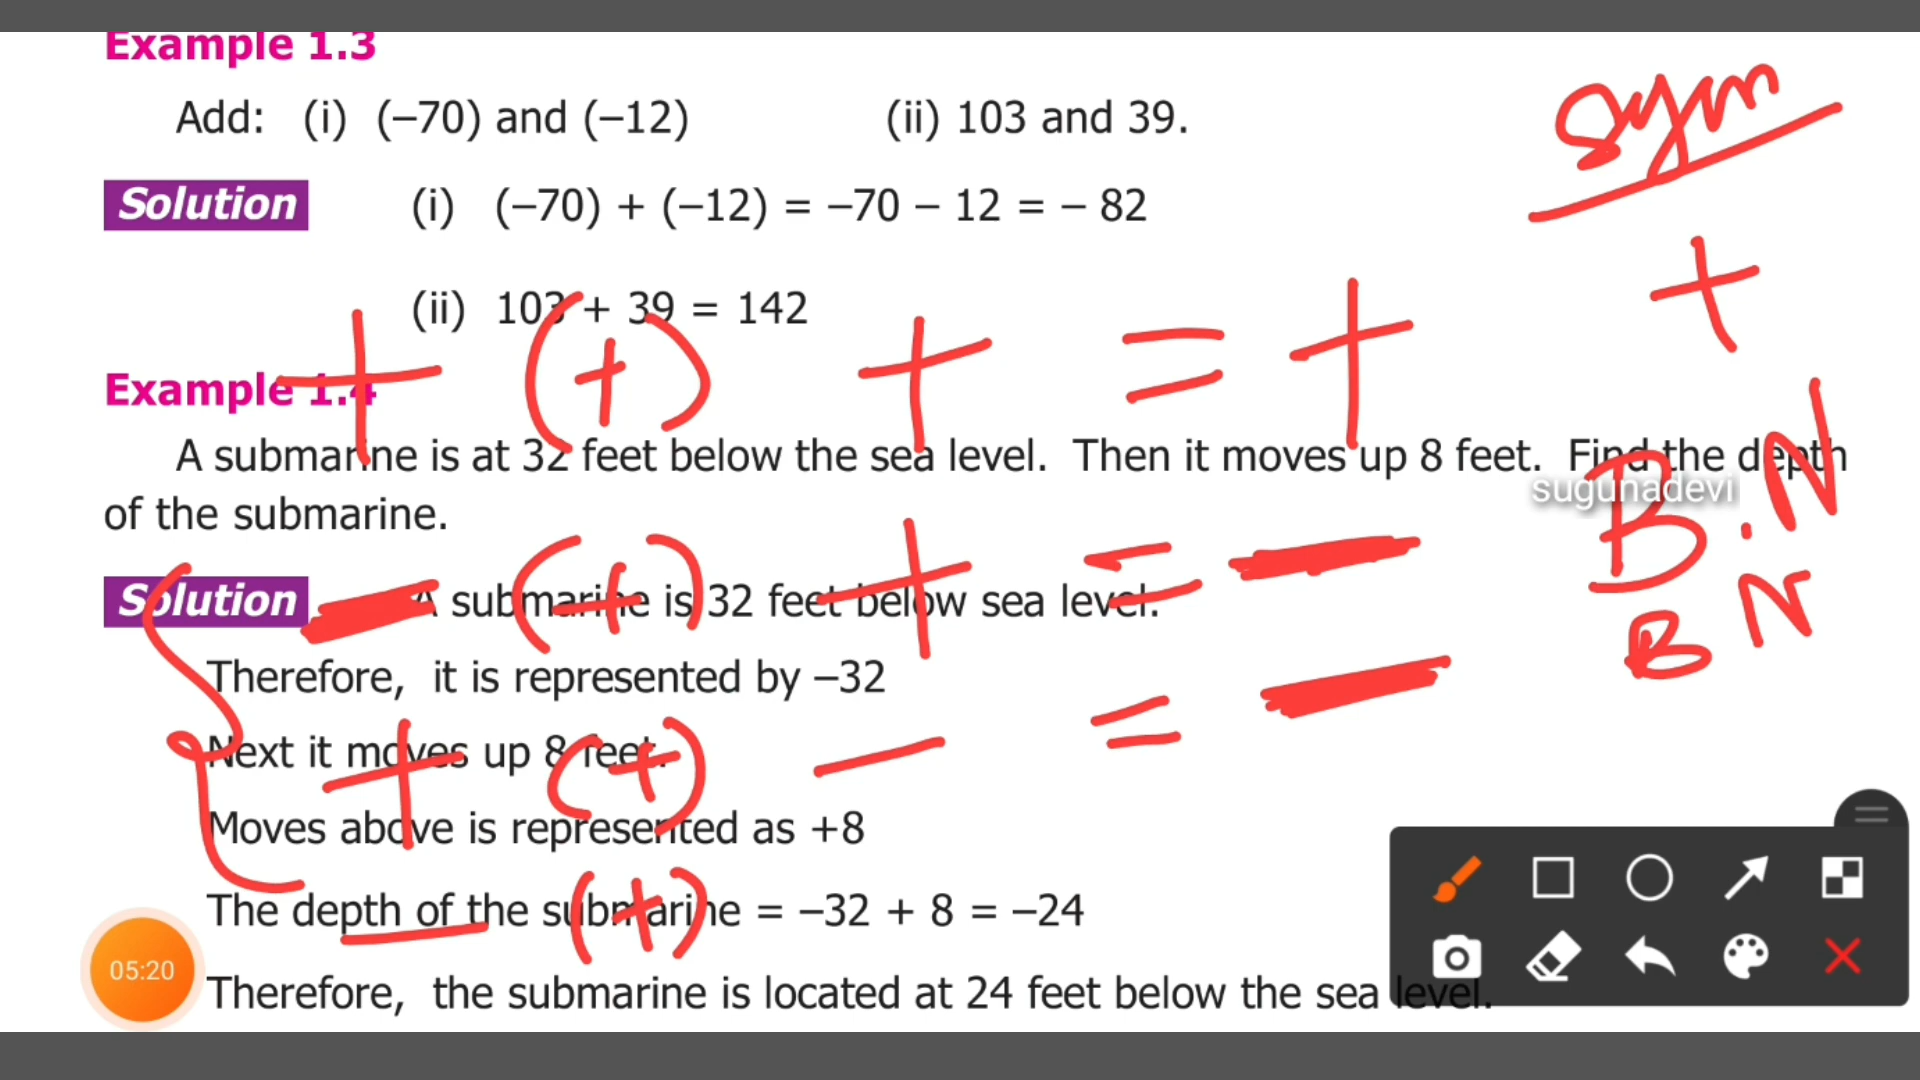 Example 1.3
Add: (i) (–70) and (–12) (ii) 103 and 39.
sym
Solution (i) (–70) + (–12) = –70 – 12 = – 82
+
(ii) 103 + 39 = 142
+ (+) + = +
Example 1.4
A submarine is at 32 feet below the sea level. Then it moves up 8 feet. Find the depth
B.N
sugunadevi
of the submarine.
– (+) + = –
Solution A submarine is 32 feet below sea level.
B N
Therefore, it is represented by –32
+ (+) – = –
Next it moves up 8 feet.
Moves above is represented as +8
– (+)
The depth of the submarine = –32 + 8 = –24
05:20
Therefore, the submarine is located at 24 feet below the sea level.